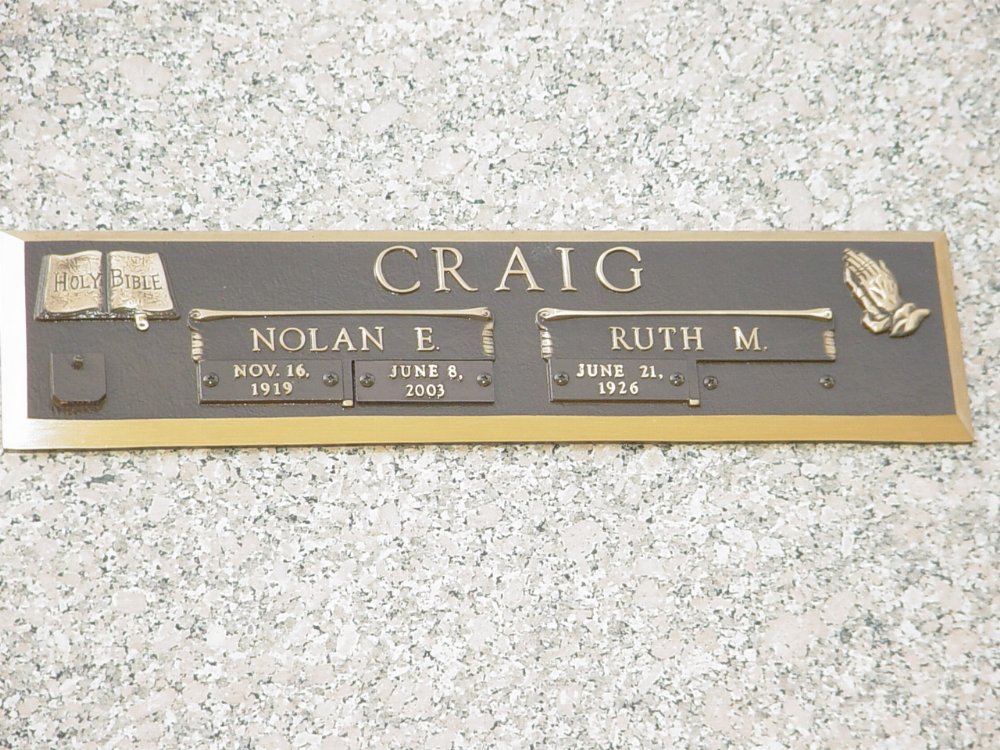 CRAIG
HOLY BIBLE
NOLAN E.
NOV. 16,
1919
JUNE 8,
2003
RUTH M.
JUNE 21,
1926